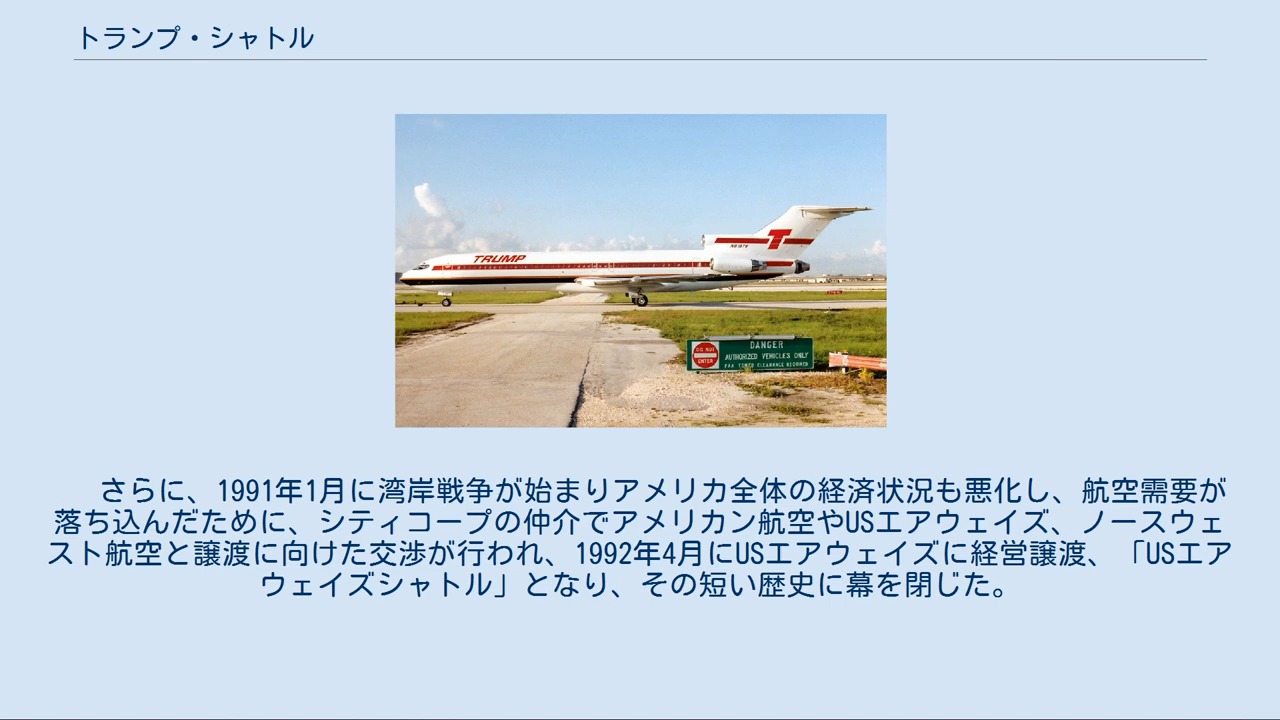 トランプ・シャトル
TRUMP
T
DANGER
DO NOT
ENTER
AUTHORIZED VEHICLES ONLY
FAA TOWER CLEARANCE REQUIRED
さらに、1991年1月に湾岸戦争が始まりアメリカ全体の経済状況も悪化し、航空需要が
落ち込んだために、シティコープの仲介でアメリカン航空やUSエアウェイズ、ノースウェ
スト航空と譲渡に向けた交渉が行われ、1992年4月にUSエアウェイズに経営譲渡、「USエア
ウェイズシャトル」となり、その短い歴史に幕を閉じた。